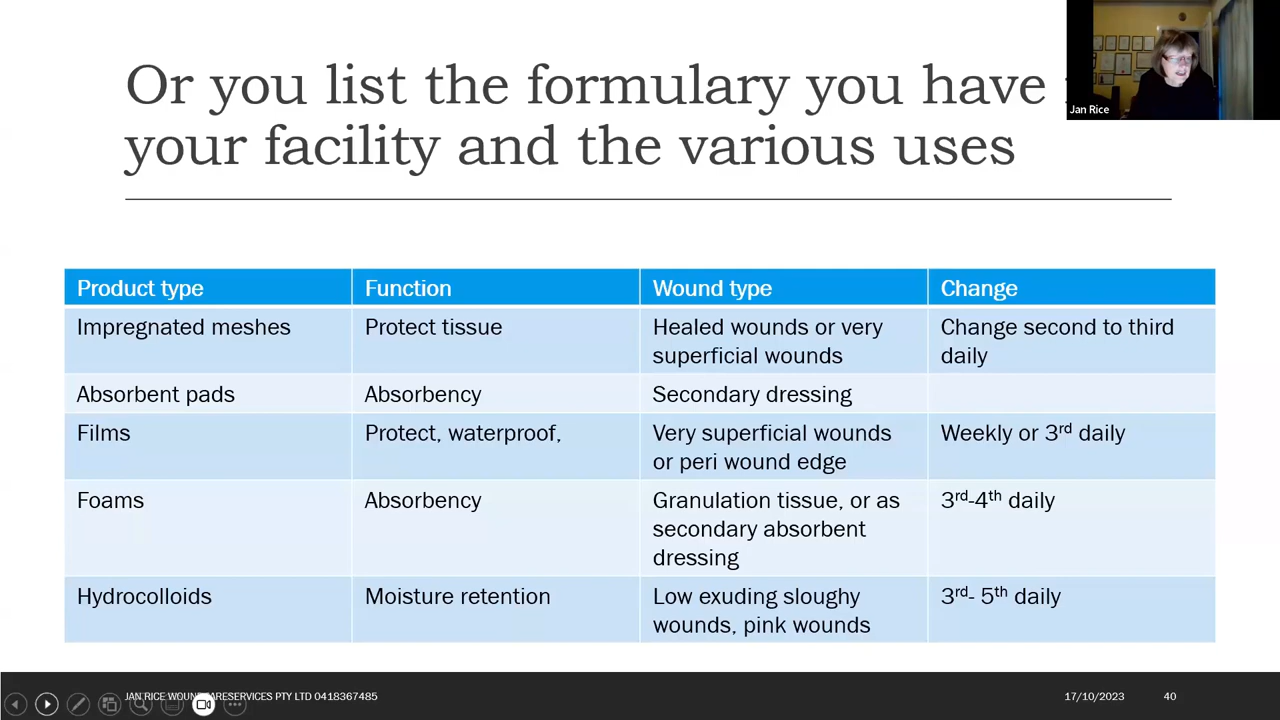 Or you list the formulary you have
your facility and the various uses
Jan Rice
Product type Function Wound type Change
Impregnated meshes Protect tissue Healed wounds or very Change second to third
superficial wounds daily
Absorbent pads Absorbency Secondary dressing
Films Protect, waterproof, Very superficial wounds Weekly or 3rd daily
or peri wound edge
Foams Absorbency Granulation tissue, or as 3rd-4th daily
secondary absorbent
dressing
Hydrocolloids Moisture retention Low exuding sloughy 3rd- 5th daily
wounds, pink wounds
JAN RICE PTY LTD 0418367485 17/10/2023 40